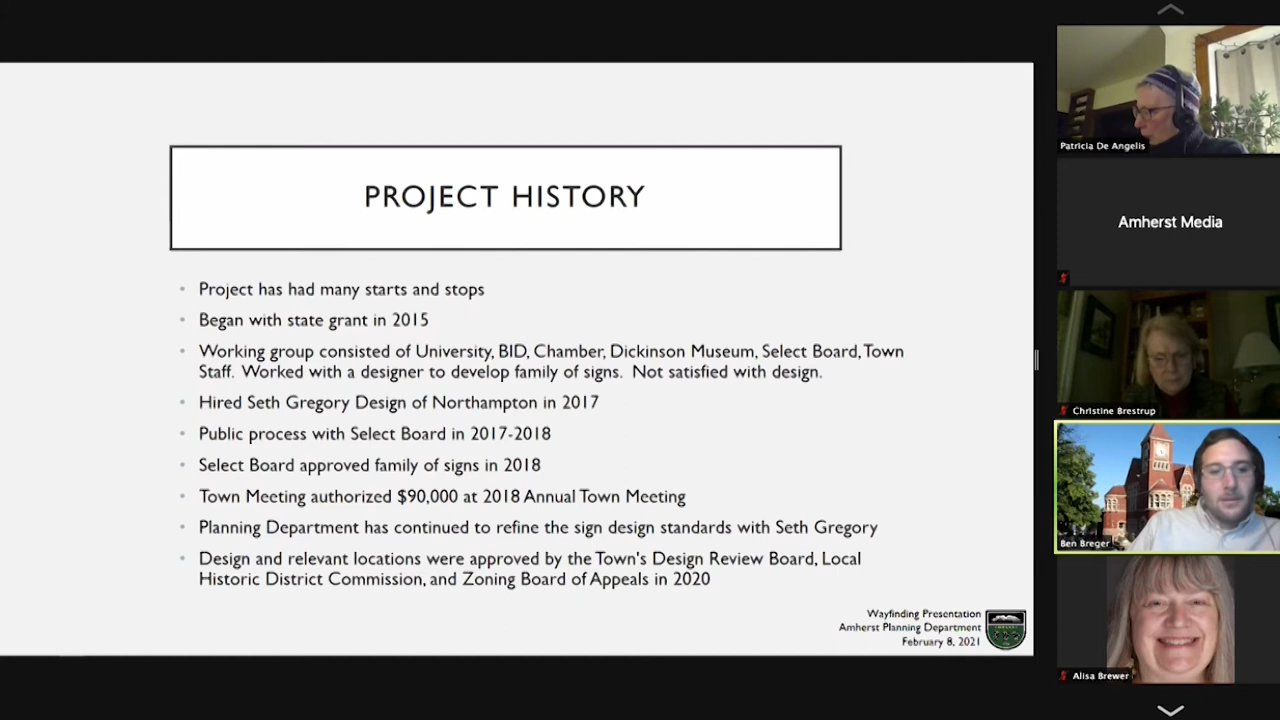 PROJECT HISTORY
• Project has had many starts and stops
• Began with state grant in 2015
• Working group consisted of University, BID, Chamber, Dickinson Museum, Select Board, Town
Staff. Worked with a designer to develop family of signs. Not satisfied with design.
• Hired Seth Gregory Design of Northampton in 2017
• Public process with Select Board in 2017-2018
• Select Board approved family of signs in 2018
• Town Meeting authorized $90,000 at 2018 Annual Town Meeting
• Planning Department has continued to refine the sign design standards with Seth Gregory
• Design and relevant locations were approved by the Town's Design Review Board, Local
Historic District Commission, and Zoning Board of Appeals in 2020
Wayfinding Presentation
Amherst Planning Department
February 8, 2021
Patricia De Angelis
Amherst Media
Christine Brestrup
Ben Breger
Alisa Brewer